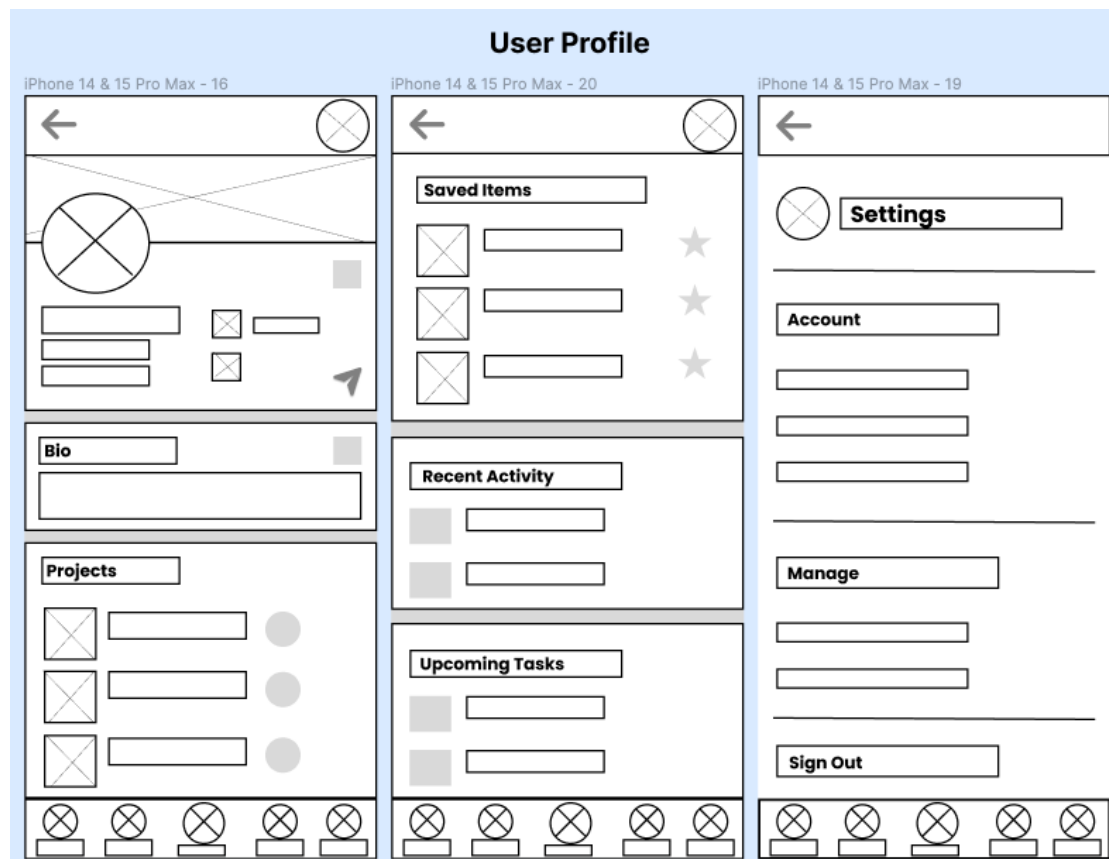 User Profile
iPhone 14 & 15 Pro Max - 16
Bio
Projects
iPhone 14 & 15 Pro Max - 20
Saved Items
Recent Activity
Upcoming Tasks
iPhone 14 & 15 Pro Max - 19
Settings
Account
Manage
Sign Out